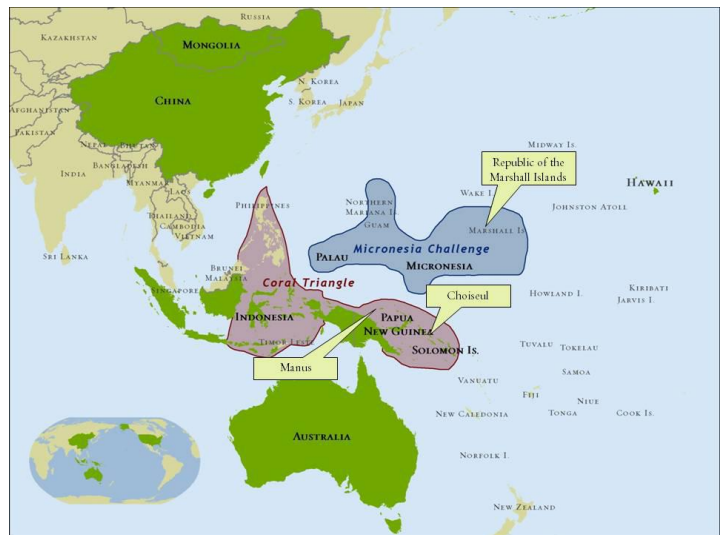 RUSSIA
KAZAKHSTAN
MONGOLIA
N. KOREA
S. KOREA
JAPAN
CHINA
AFGHANISTAN
PAKISTAN
NEPAL
BHUTAN
BANGLADESH
INDIA
MYANMAR
LAOS
THAILAND
CAMBODIA
VIETNAM
SRI LANKA
PHILIPPINES
BRUNEI
MALAYSIA
SINGAPORE
MIDWAY IS.
Republic of the
Marshall Islands
HAWAII
WAKE I.
JOHNSTON ATOLL
NORTHERN
MARIANA IS.
GUAM
MARSHALL IS.
Micronesia Challenge
PALAU
MICRONESIA
Coral Triangle
Choiseul
HOWLAND I.
KIRIBATI
JARVIS I.
INDONESIA
PAPUA
NEW GUINEA
TIMOR LESTE
SOLOMON IS.
Manus
TUVALU
TOKELAU
SAMOA
VANUATU
FIJI
NIUE
NEW CALEDONIA
TONGA
COOK IS.
AUSTRALIA
NORFOLK I.
NEW ZEALAND